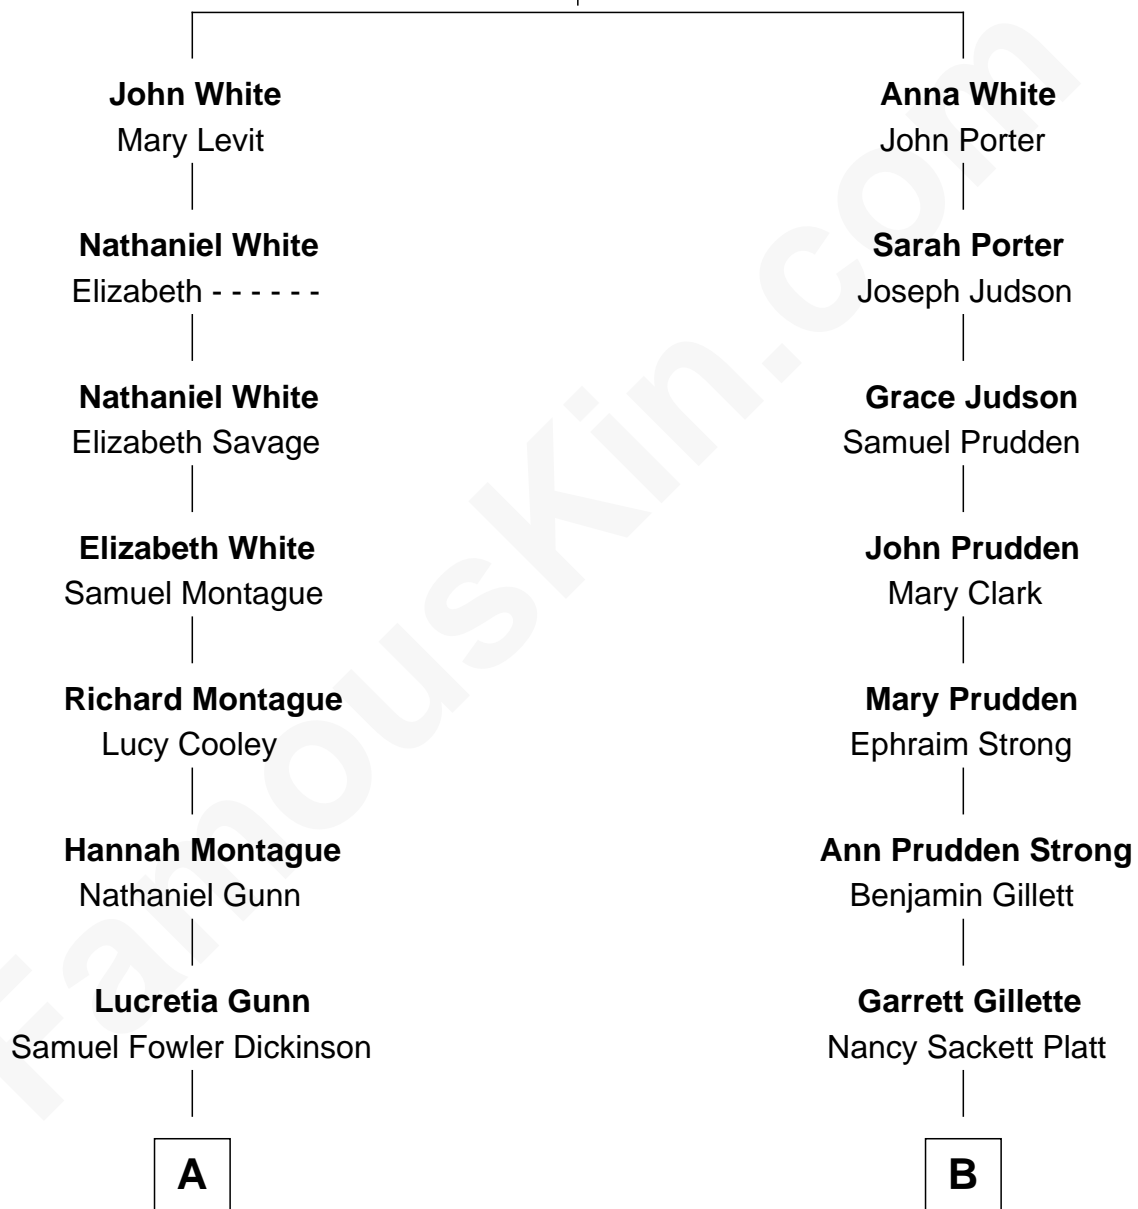 John White
Mary Levit
Nathaniel White
Elizabeth - - - - - -
Nathaniel White
Elizabeth Savage
Elizabeth White
Samuel Montague
Richard Montague
Lucy Cooley
Hannah Montague
Nathaniel Gunn
Lucretia Gunn
Samuel Fowler Dickinson
A
Anna White
John Porter
Sarah Porter
Joseph Judson
Grace Judson
Samuel Prudden
John Prudden
Mary Clark
Mary Prudden
Ephraim Strong
Ann Prudden Strong
Benjamin Gillett
Garrett Gillette
Nancy Sackett Platt
B
FamousKin.com